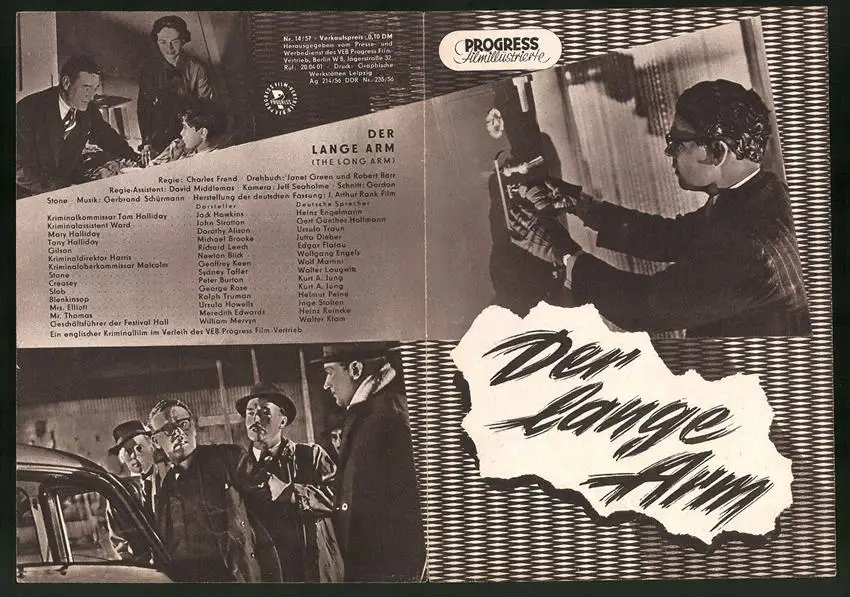 Nr. 14/57 · Verkaufspreis: 0,10 DM
Herausgegeben vom Presse- und
Werbedienst des VEB Progress Film-
Vertrieb, Berlin W 8, Jägerstraße 32,
Ruf: 20 04 01 · Druck: Graphische
Werkstätten Leipzig
Ag 214/56 DDR Nr. 235/56
PROGRESS
DER
LANGE ARM
(THE LONG ARM)
Regie: Charles Frend · Drehbuch: Janet Green und Robert Barr
Regie-Assistent: David Middlemas · Kamera: Jeff Seaholme · Schnitt: Gordon
Stone · Musik: Gerbrand Schürmann · Herstellung der deutschen Fassung: J. Arthur Rank Film
Darsteller Deutsche Sprecher
Kriminalkommissar Tom Halliday Jack Hawkins Heinz Engelmann
Kriminalassistent Ward John Stratton Gert Günther Hoffmann
Mary Halliday Dorothy Alison Ursula Traun
Tony Halliday Michael Brooke Jutta Dieber
Gilson Richard Leech Edgar Flatau
Kriminaldirektor Harris Newton Blick Wolfgang Engels
Kriminaloberkommissar Malcolm Geoffrey Keen Wolf Martini
Stone Sydney Tafler Walter Laugwitz
Creasey Peter Burton Kurt A. Jung
Slob George Rose Kurt A. Jung
Blenkinsop Ralph Truman Helmut Peine
Mrs. Elliott Ursula Howells Inge Stolten
Mr. Thomas Meredith Edwards Heinz Reincke
Geschäftsführer der Festival Hall William Mervyn Walter Klam
Ein englischer Kriminalfilm im Verleih des VEB Progress Film-Vertrieb
PROGRESS
Filmillustrierte
Der
lange
Arm